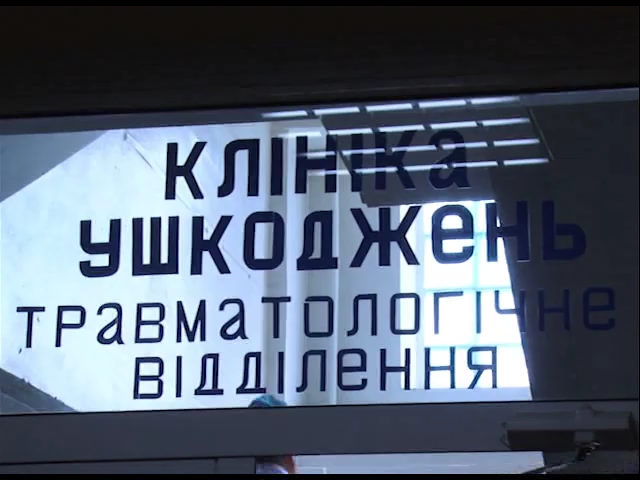 КЛІНІКа
УШКОДЖеНЬ
ТРаВМаТОЛОГІЧНе
ВІДДІЛеННЯ